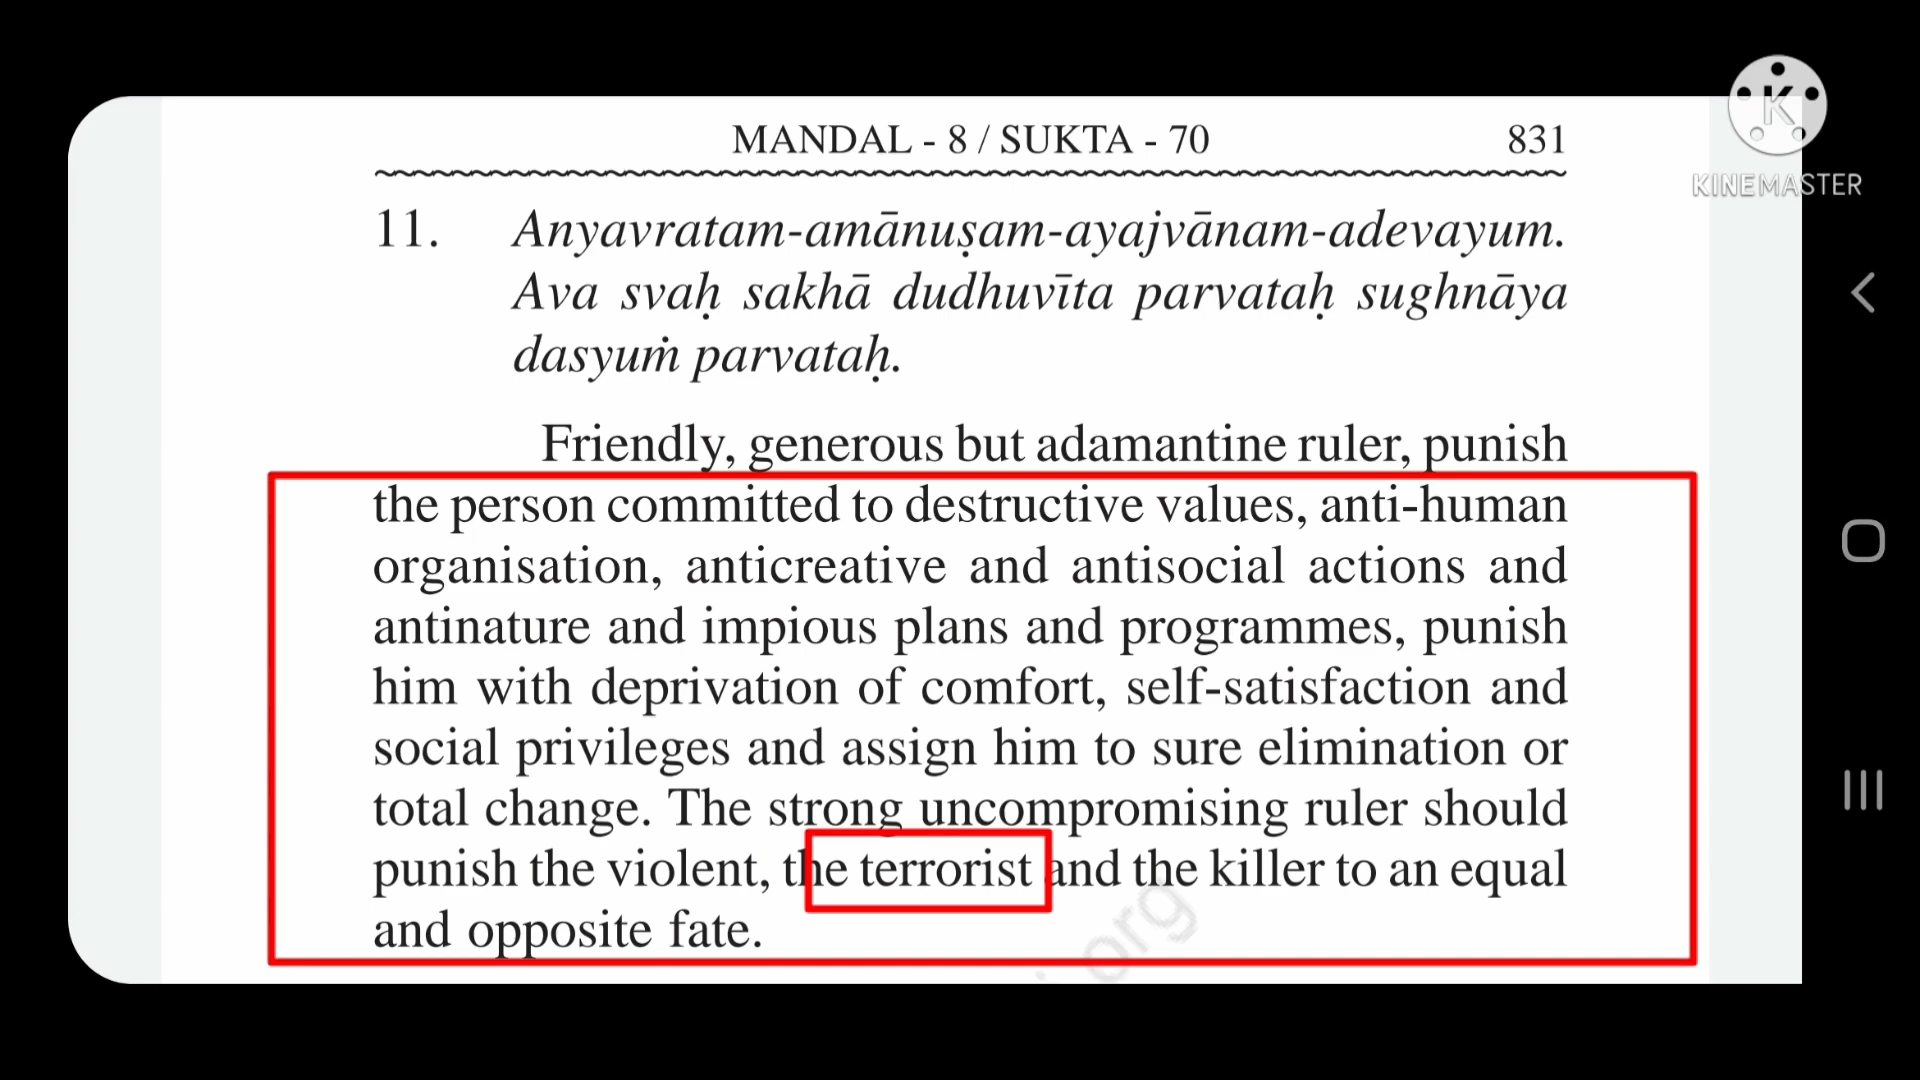 MANDAL - 8 / SUKTA - 70 831
KINEMASTER
11. Anyavratam-amānuṣam-ayajvānam-adevayum.
Ava svaḥ sakhā dudhuvīta parvataḥ sughnāya
dasyuṁ parvataḥ.
Friendly, generous but adamantine ruler, punish
the person committed to destructive values, anti-human
organisation, anticreative and antisocial actions and
antinature and impious plans and programmes, punish
him with deprivation of comfort, self-satisfaction and
social privileges and assign him to sure elimination or
total change. The strong uncompromising ruler should
punish the violent, the terrorist and the killer to an equal
and opposite fate.